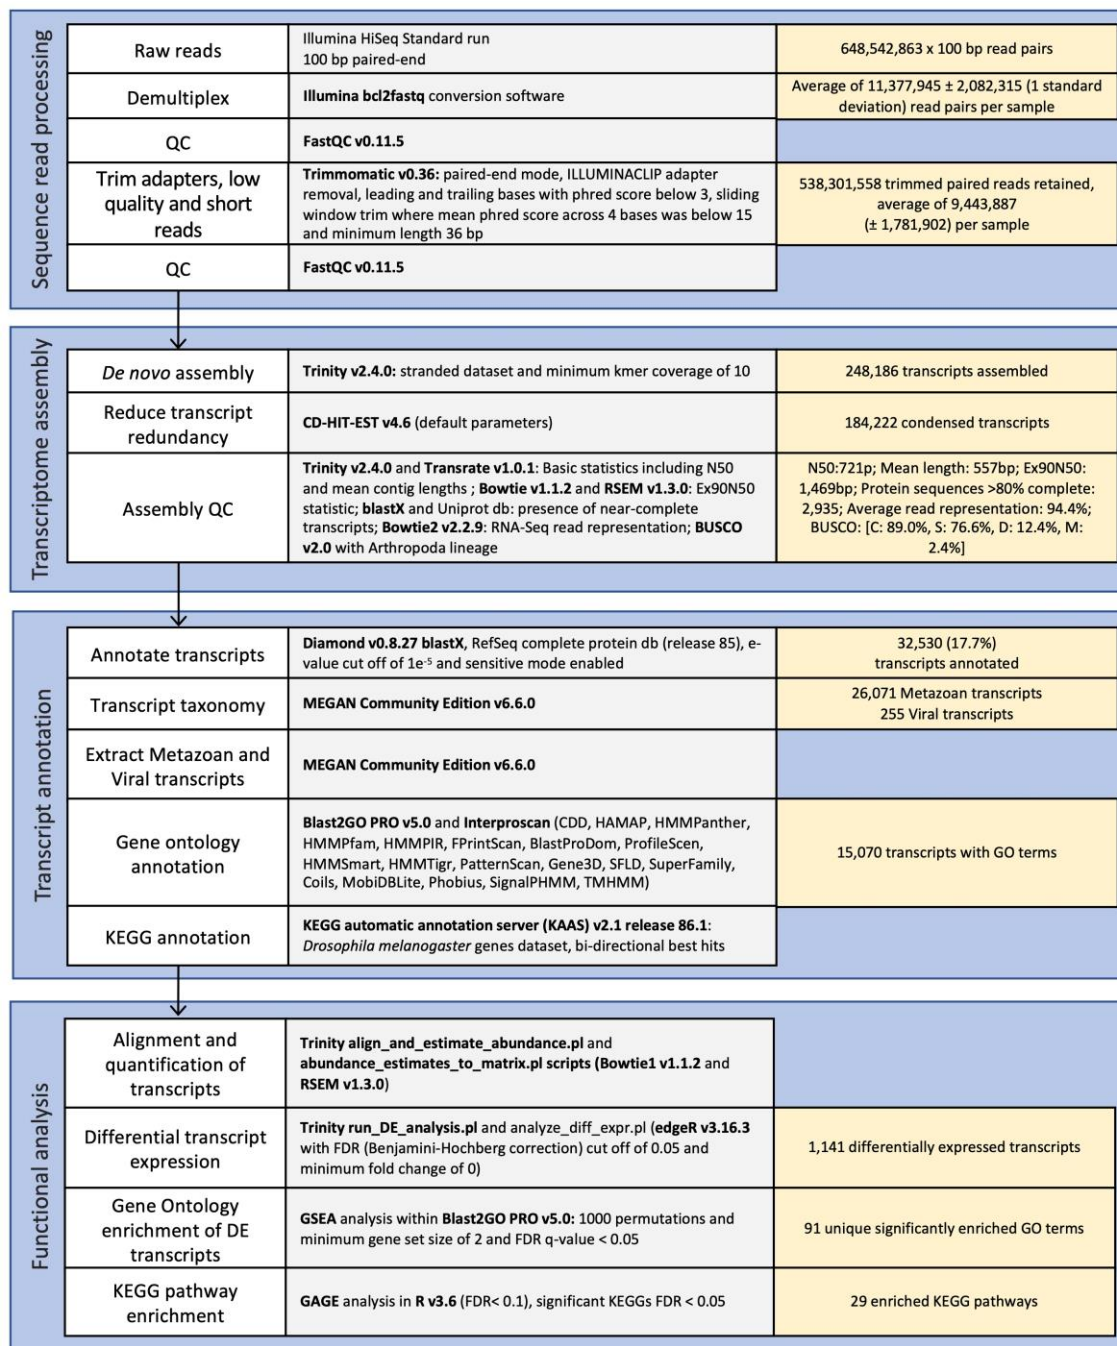 Sequence read processing
Raw reads
Illumina HiSeq Standard run
100 bp paired-end
648,542,863 x 100 bp read pairs
Demultiplex
Illumina bcl2fastq conversion software
Average of 11,377,945 ± 2,082,315 (1 standard
deviation) read pairs per sample
QC
FastQC v0.11.5
Trim adapters, low
quality and short
reads
Trimmomatic v0.36: paired-end mode, ILLUMINACLIP adapter
removal, leading and trailing bases with phred score below 3, sliding
window trim where mean phred score across 4 bases was below 15
and minimum length 36 bp
538,301,558 trimmed paired reads retained,
average of 9,443,887
(± 1,781,902) per sample
QC
FastQC v0.11.5
Transcriptome assembly
De novo assembly
Trinity v2.4.0: stranded dataset and minimum kmer coverage of 10
248,186 transcripts assembled
Reduce transcript
redundancy
CD-HIT-EST v4.6 (default parameters)
184,222 condensed transcripts
Assembly QC
Trinity v2.4.0 and Transrate v1.0.1: Basic statistics including N50
and mean contig lengths ; Bowtie v1.1.2 and RSEM v1.3.0: Ex90N50
statistic; blastX and Uniprot db: presence of near-complete
transcripts; Bowtie2 v2.2.9: RNA-Seq read representation; BUSCO
v2.0 with Arthropoda lineage
N50:721p; Mean length: 557bp; Ex90N50:
1,469bp; Protein sequences >80% complete:
2,935; Average read representation: 94.4%;
BUSCO: [C: 89.0%, S: 76.6%, D: 12.4%, M:
2.4%]
Transcript annotation
Annotate transcripts
Diamond v0.8.27 blastX, RefSeq complete protein db (release 85), e-
value cut off of 1e-5 and sensitive mode enabled
32,530 (17.7%)
transcripts annotated
Transcript taxonomy
MEGAN Community Edition v6.6.0
26,071 Metazoan transcripts
255 Viral transcripts
Extract Metazoan and
Viral transcripts
MEGAN Community Edition v6.6.0
Gene ontology
annotation
Blast2GO PRO v5.0 and Interproscan (CDD, HAMAP, HMMPanther,
HMMPfam, HMMPIR, FPrintScan, BlastProDom, ProfileScen,
HMMSmart, HMMTigr, PatternScan, Gene3D, SFLD, SuperFamily,
Coils, MobiDBLite, Phobius, SignalPHMM, TMHMM)
15,070 transcripts with GO terms
KEGG annotation
KEGG automatic annotation server (KAAS) v2.1 release 86.1:
Drosophila melanogaster genes dataset, bi-directional best hits
Functional analysis
Alignment and
quantification of
transcripts
Trinity align_and_estimate_abundance.pl and
abundance_estimates_to_matrix.pl scripts (Bowtie1 v1.1.2 and
RSEM v1.3.0)
Differential transcript
expression
Trinity run_DE_analysis.pl and analyze_diff_expr.pl (edgeR v3.16.3
with FDR (Benjamini-Hochberg correction) cut off of 0.05 and
minimum fold change of 0)
1,141 differentially expressed transcripts
Gene Ontology
enrichment of DE
transcripts
GSEA analysis within Blast2GO PRO v5.0: 1000 permutations and
minimum gene set size of 2 and FDR q-value < 0.05
91 unique significantly enriched GO terms
KEGG pathway
enrichment
GAGE analysis in R v3.6 (FDR< 0.1), significant KEGGs FDR < 0.05
29 enriched KEGG pathways